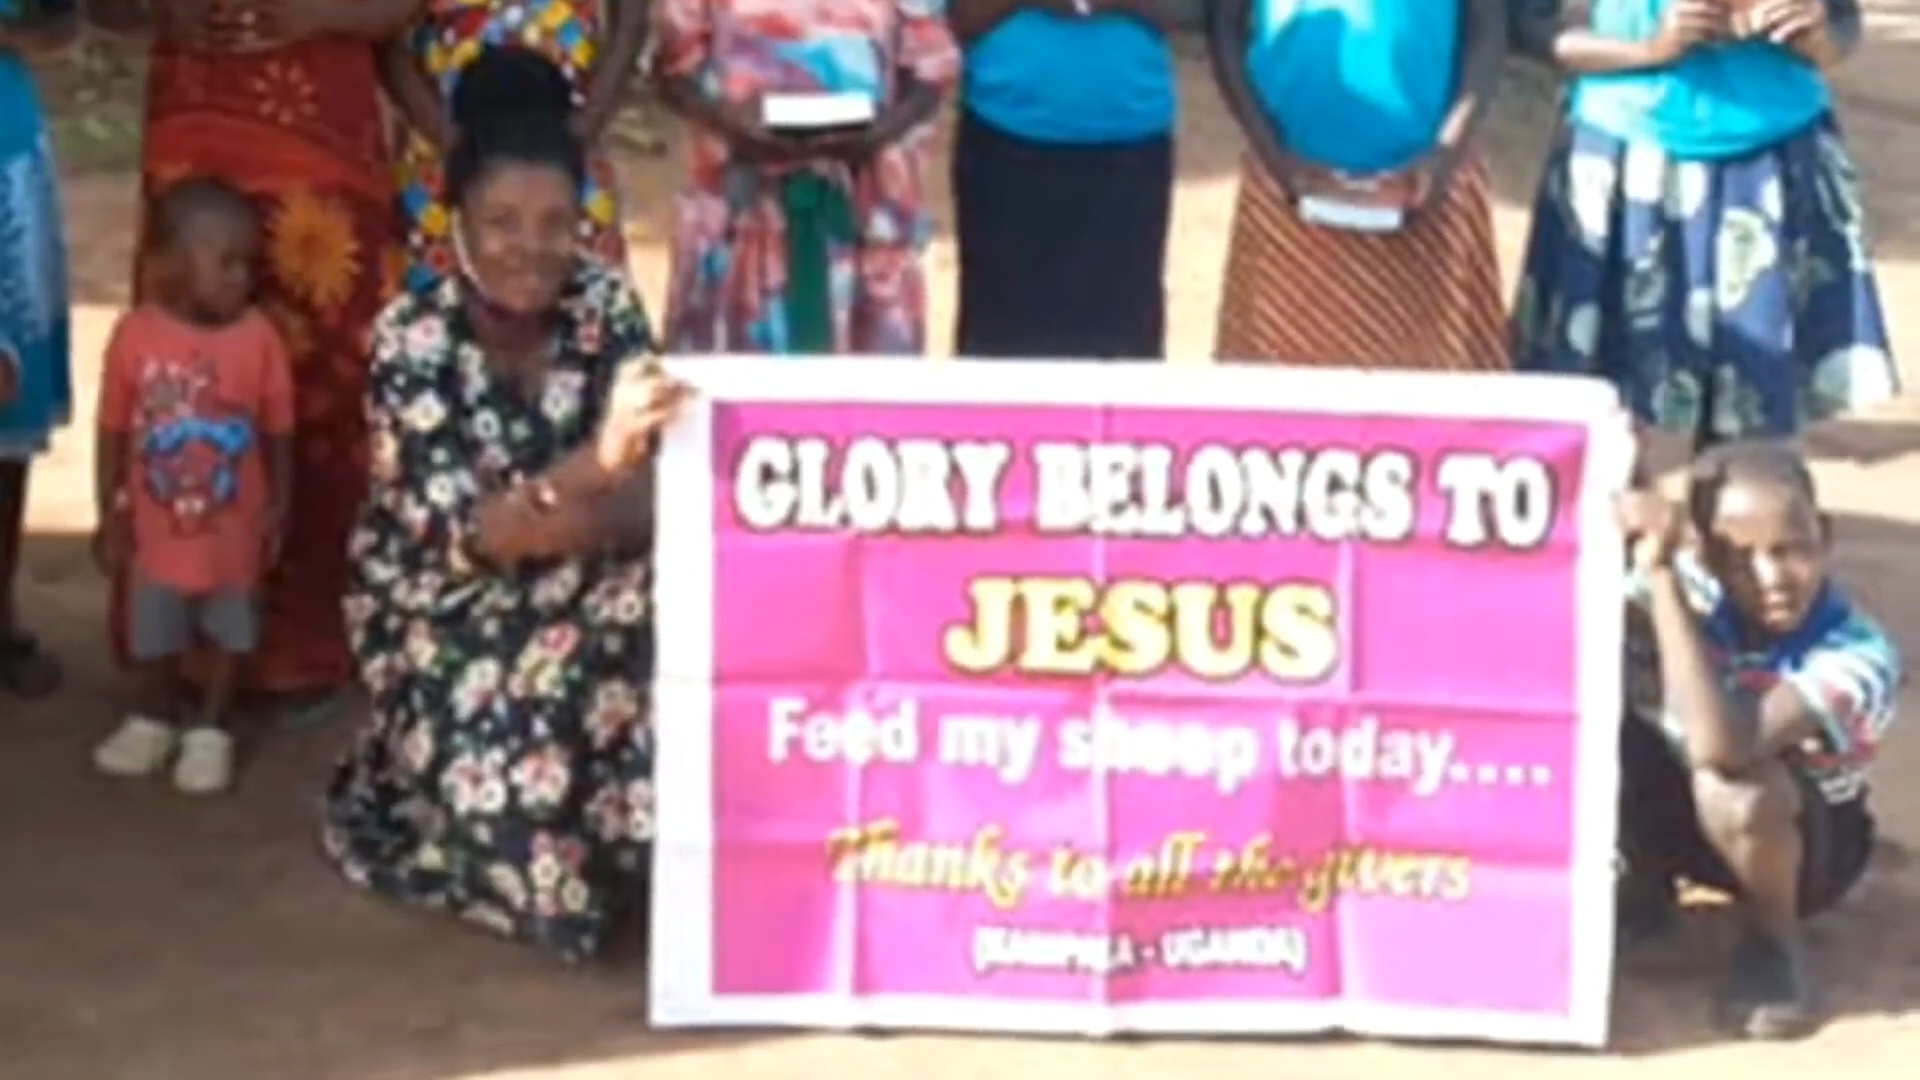 GLORY BELONGS TO
JESUS
Feed my sheep today....
Thanks to all the givers
(KAMPALA - UGANDA)